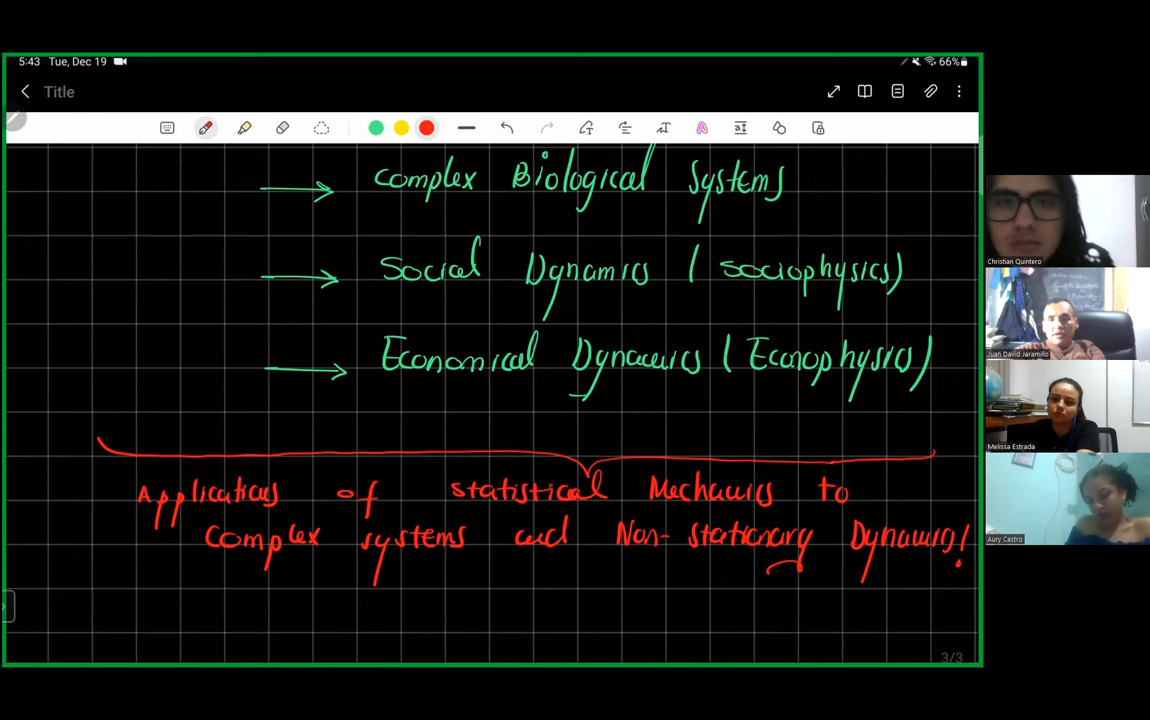 5:43 Tue, Dec 19
66%
Title
→ Complex Biological Systems
→ Social Dynamics (sociophysics)
→ Economical Dynamics (Econophysics)
Applications of statistical Mechanics to
complex systems and Non-stationary Dynamics!
3/3
Christian Quintero
Juan David Jaramillo
Melissa Estrada
Aury Castro